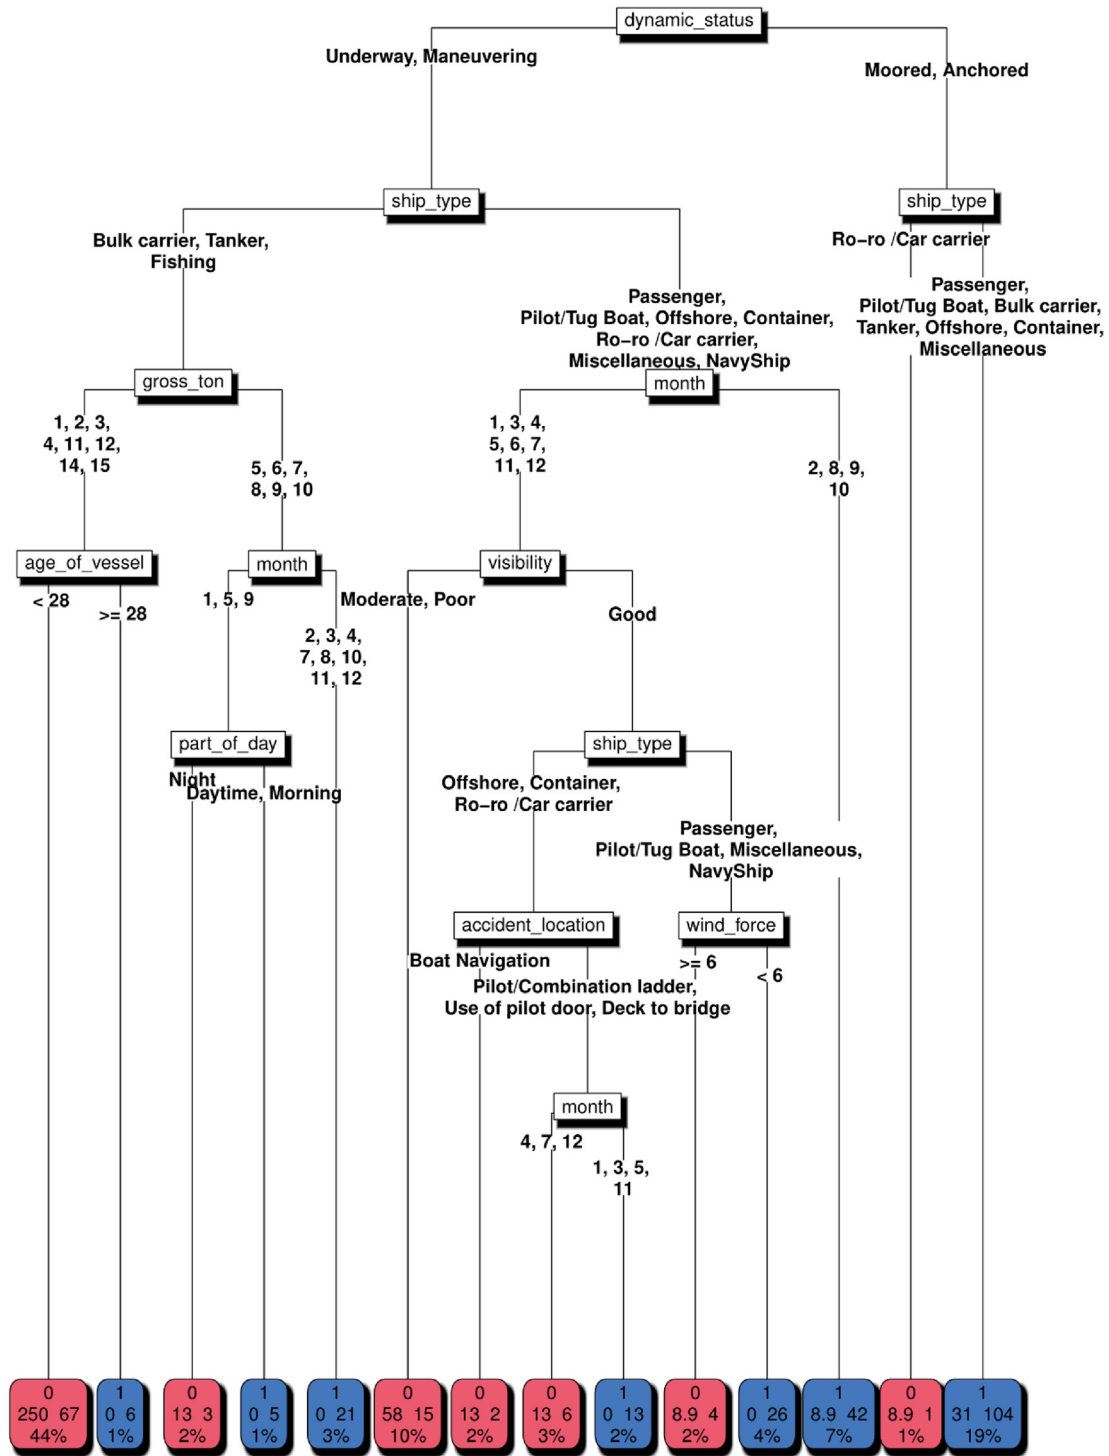 dynamic_status
Underway, Maneuvering
Moored, Anchored
ship_type
ship_type
Bulk carrier, Tanker,
Fishing
Ro−ro /Car carrier
Passenger,
Pilot/Tug Boat, Offshore, Container,
Ro−ro /Car carrier,
Miscellaneous, NavyShip
Passenger,
Pilot/Tug Boat, Bulk carrier,
Tanker, Offshore, Container,
Miscellaneous
gross_ton
month
1, 2, 3,
4, 11, 12,
14, 15
5, 6, 7,
8, 9, 10
1, 3, 4,
5, 6, 7,
11, 12
2, 8, 9,
10
age_of_vessel
month
visibility
< 28
>= 28
1, 5, 9
2, 3, 4,
7, 8, 10,
11, 12
Moderate, Poor
Good
part_of_day
ship_type
Night
Daytime, Morning
Offshore, Container,
Ro−ro /Car carrier
Passenger,
Pilot/Tug Boat, Miscellaneous,
NavyShip
accident_location
wind_force
Boat Navigation
Pilot/Combination ladder,
Use of pilot door, Deck to bridge
>= 6
< 6
month
4, 7, 12
1, 3, 5,
11
0
250 67
44%
1
0 6
1%
0
13 3
2%
1
0 5
1%
1
0 21
3%
0
58 15
10%
0
13 2
2%
0
13 6
3%
1
0 13
2%
0
8.9 4
2%
1
0 26
4%
1
8.9 42
7%
0
8.9 1
1%
1
31 104
19%